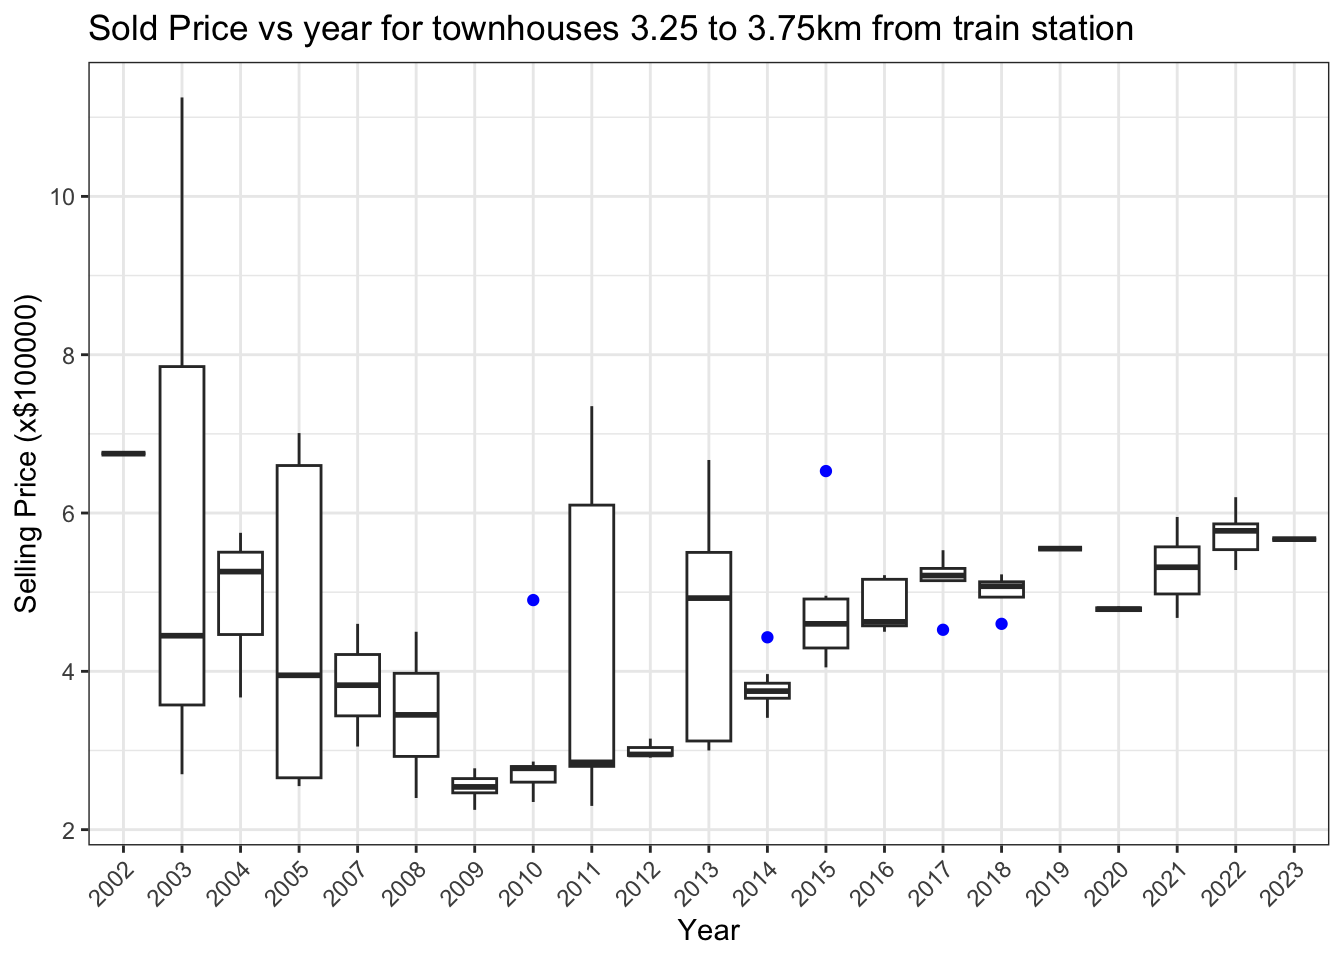 Sold Price vs year for townhouses 3.25 to 3.75km from train station
Selling Price (x$100000)
10
8
6
4
2
2002 2003 2004 2005 2007 2008 2009 2010 2011 2012 2013 2014 2015 2016 2017 2018 2019 2020 2021 2022 2023
Year